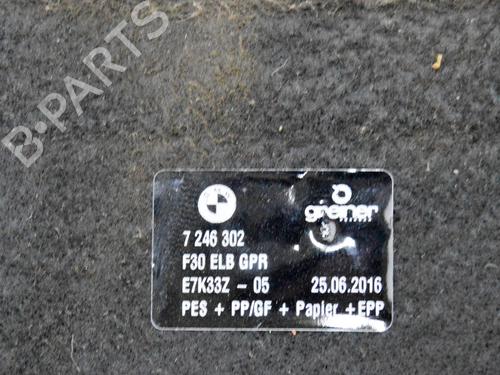 B-PARTS
greiner
7 246 302
F30 ELB GPR
E7K33Z - 05 25.06.2016
PES + PP/GF + Papier + EPP